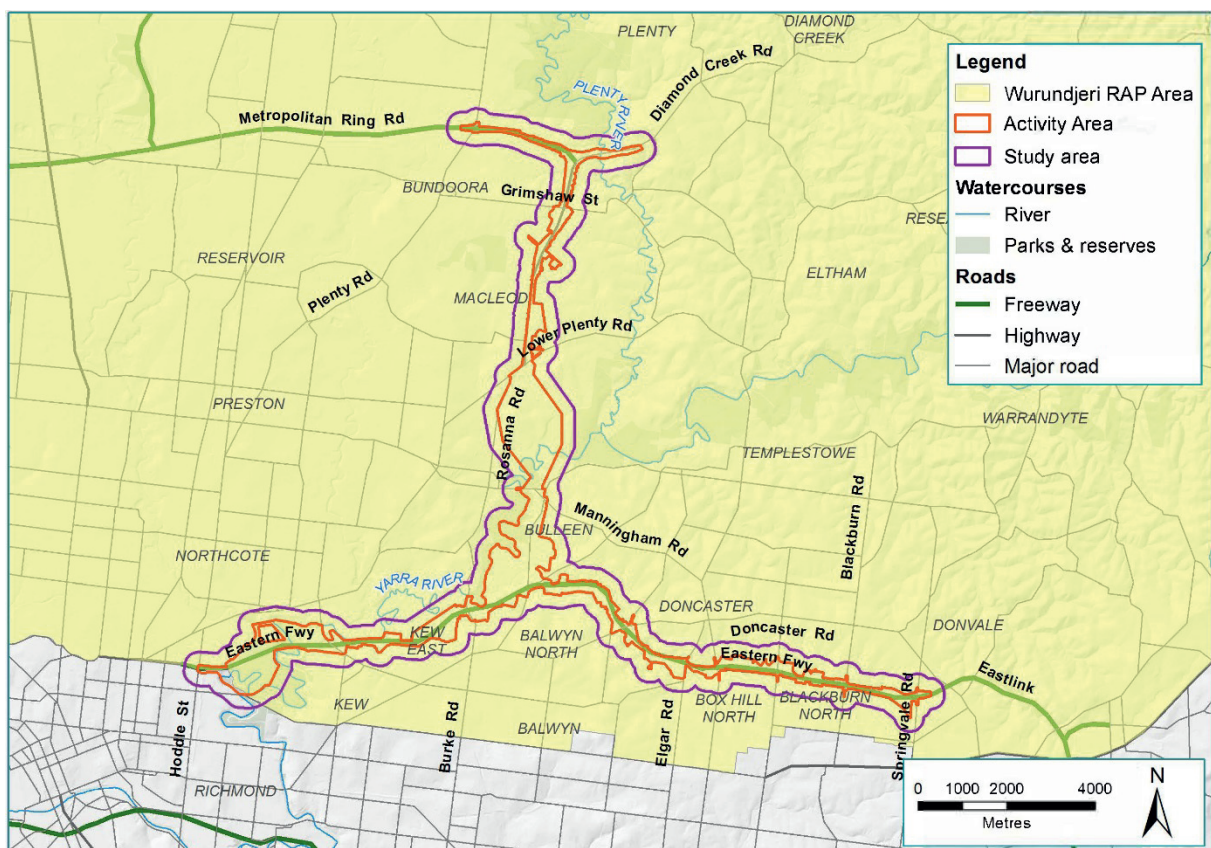 PLENTY
DIAMOND
CREEK
Diamond Creek Rd
PLENTY RIVER
Metropolitan Ring Rd
BUNDOORA
Grimshaw St
RESERVOIR
Plenty Rd
MACLEOD
ELTHAM
Lower Plenty Rd
PRESTON
Rosanna Rd
WARRANDYTE
TEMPLESTOWE
Blackburn Rd
Manningham Rd
BULLEEN
NORTHCOTE
YARRA RIVER
DONCASTER
DONVALE
Doncaster Rd
Eastern Fwy
KEW
EAST
BALWYN
NORTH
Eastern Fwy
Eastlink
KEW
BOX HILL
NORTH
BLACKBURN
NORTH
BALWYN
Hoddle St
Burke Rd
Elgar Rd
Springvale Rd
RICHMOND
Legend
Wurundjeri RAP Area
Activity Area
Study area
Watercourses
River
Parks & reserves
Roads
Freeway
Highway
Major road
0 1000 2000 4000
Metres
N